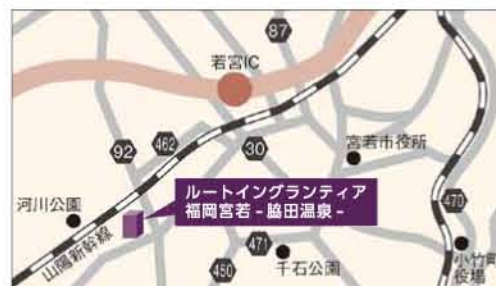 87
若宮IC
92
462
30
宮若市役所
ルートイングランティア
福岡宮若 -脇田温泉-
河川公園
山陽新幹線
470
471
千石公園
小竹町
役場
460